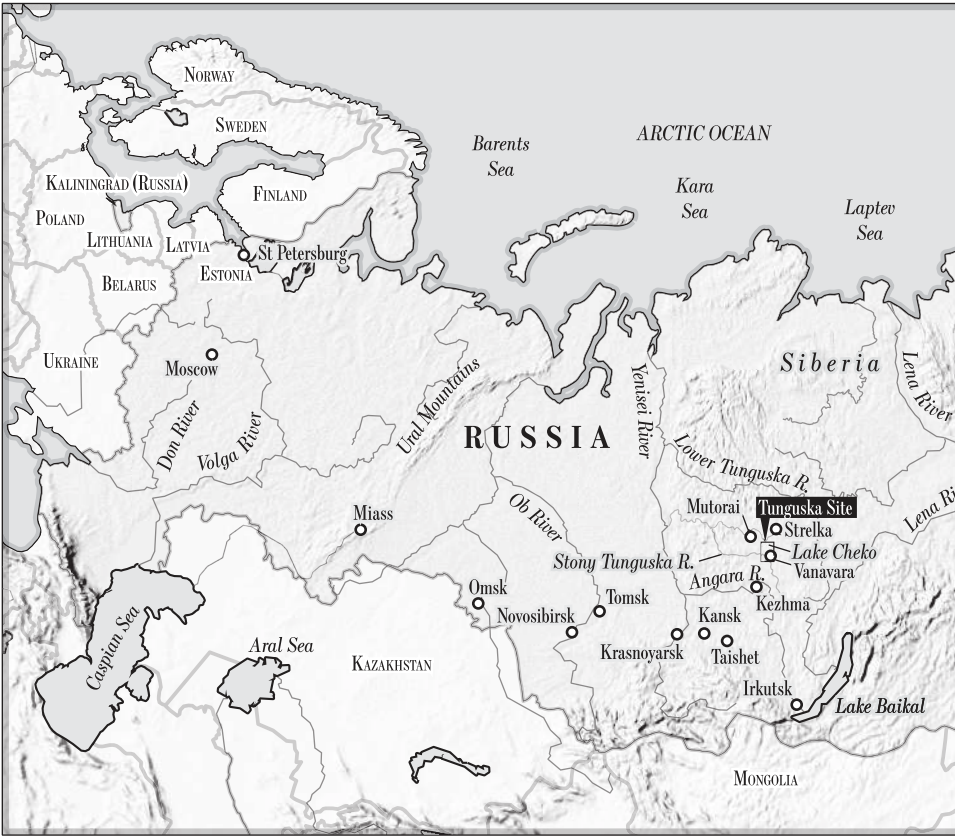 NORWAY
SWEDEN
Barents
Sea
ARCTIC OCEAN
Kara
Sea
Laptev
Sea
KALININGRAD (RUSSIA)
FINLAND
POLAND
LITHUANIA
LATVIA
St Petersburg
ESTONIA
BELARUS
UKRAINE
Moscow
Don River
Volga River
Ural Mountains
RUSSIA
Yenisei River
Siberia
Lena River
Lower Tunguska R.
Mutorai
Tunguska Site
Strelka
Lena Ri
Miass
Ob River
Stony Tunguska R.
Lake Cheko
Vanavara
Angara R.
Kezhma
Omsk
Tomsk
Novosibirsk
Kansk
Krasnoyarsk
Taishet
Caspian Sea
Aral Sea
KAZAKHSTAN
Irkutsk
Lake Baikal
MONGOLIA